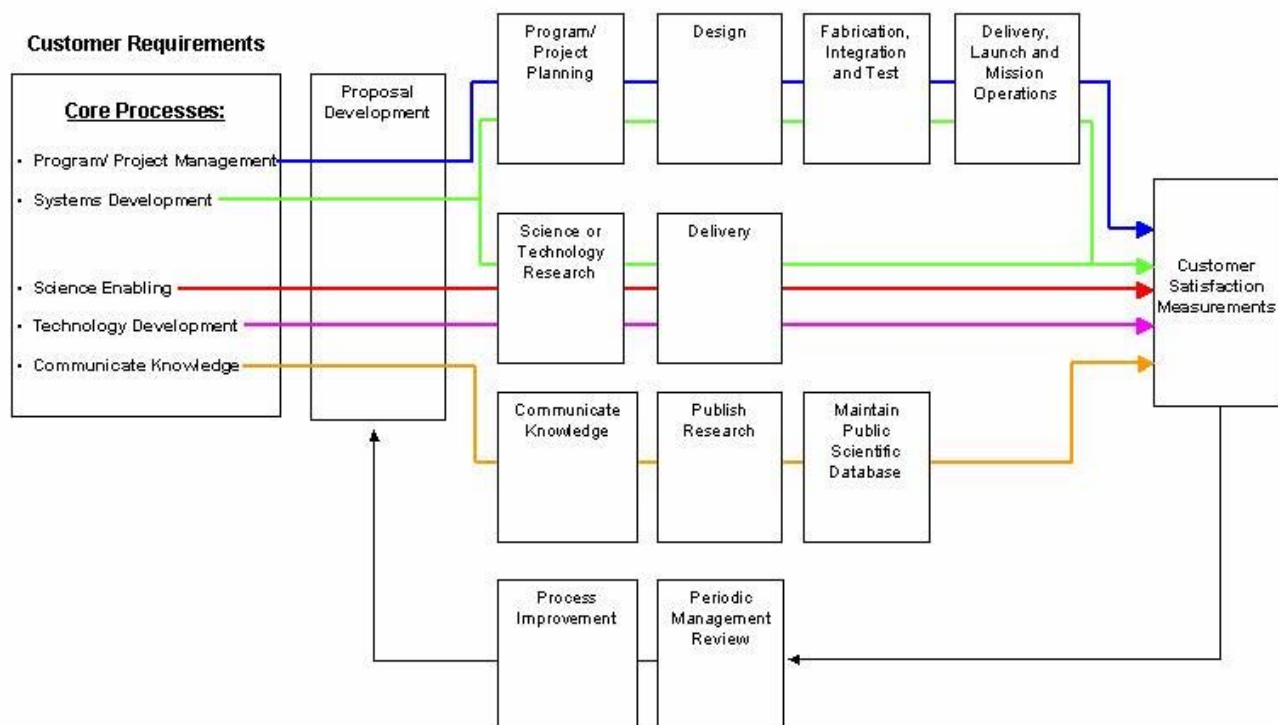 Customer Requirements
Core Processes:
• Program/ Project Management
• Systems Development
• Science Enabling
• Technology Development
• Communicate Knowledge
Proposal
Development
Program/
Project
Planning
Design
Fabrication,
Integration
and Test
Delivery,
Launch and
Mission
Operations
Science or
Technology
Research
Delivery
Customer
Satisfaction
Measurements
Communicate
Knowledge
Publish
Research
Maintain
Public
Scientific
Database
Process
Improvement
Periodic
Management
Review